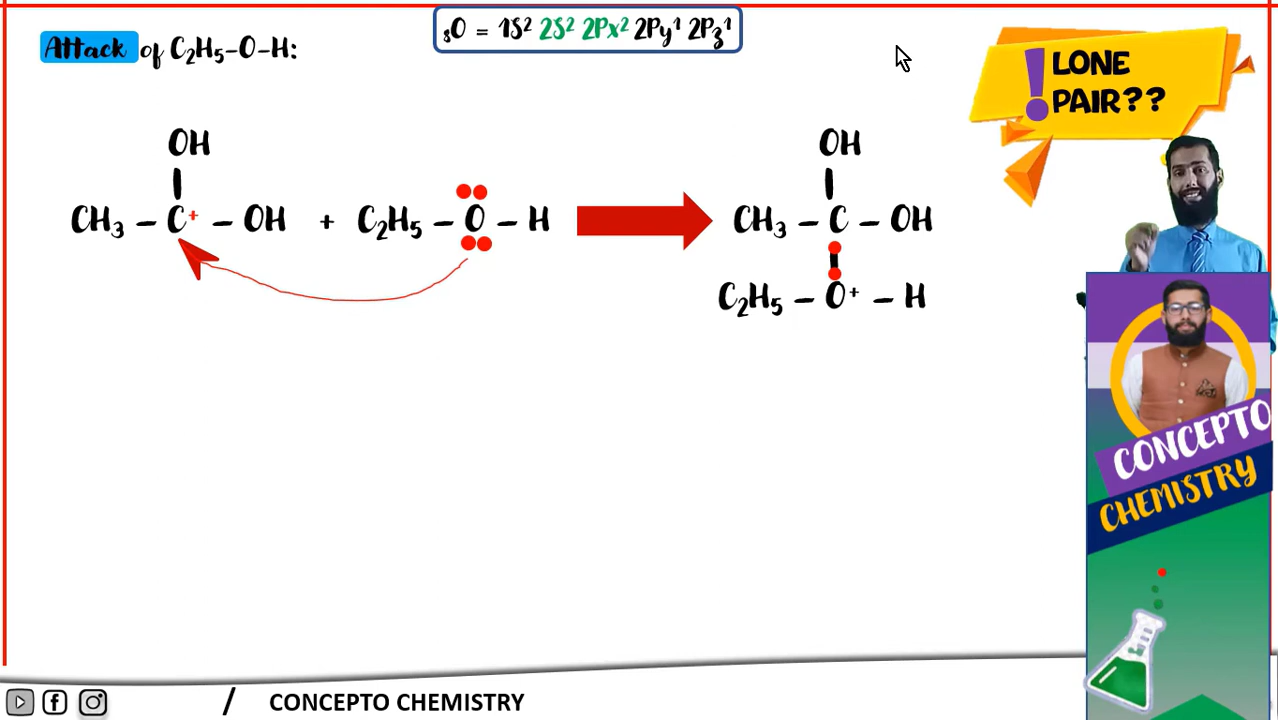 ₈O = 1S² 2S² 2Px² 2Py¹ 2Pz¹
Attack of C₂H₅-O-H:
LONE
PAIR??
OH
CH₃ – C⁺ – OH + C₂H₅ – O – H
OH
CH₃ – C – OH
C₂H₅ – O⁺ – H
CONCEPTO
CHEMISTRY
/ CONCEPTO CHEMISTRY